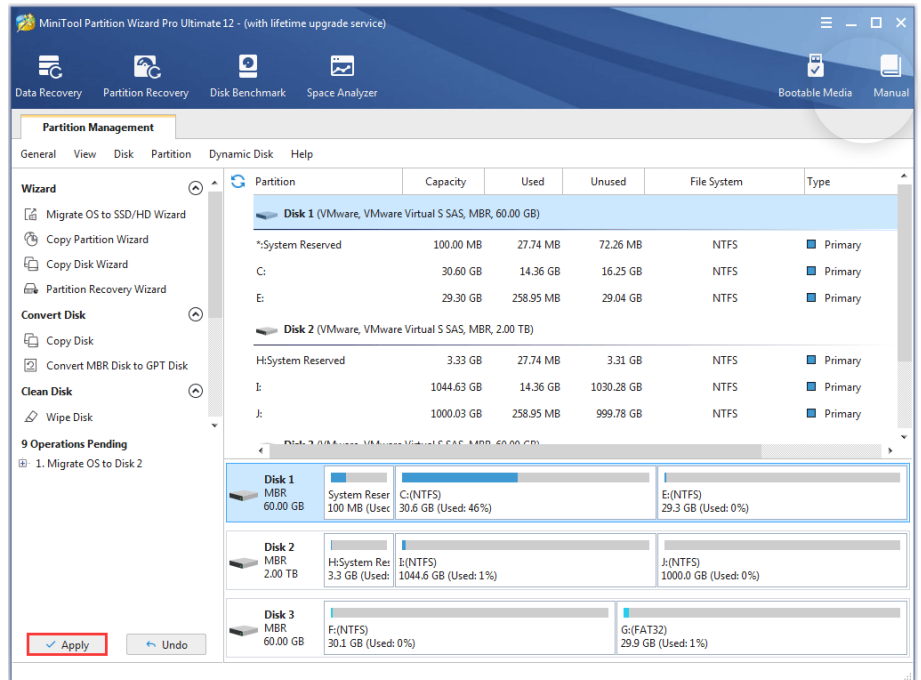 MiniTool Partition Wizard Pro Ultimate 12 - (with lifetime upgrade service)
Data Recovery Partition Recovery Disk Benchmark Space Analyzer Bootable Media Manual
Partition Management
General View Disk Partition Dynamic Disk Help
Wizard
Migrate OS to SSD/HD Wizard
Copy Partition Wizard
Copy Disk Wizard
Partition Recovery Wizard
Convert Disk
Copy Disk
Convert MBR Disk to GPT Disk
Clean Disk
Wipe Disk
9 Operations Pending
1. Migrate OS to Disk 2
Apply Undo
Partition Capacity Used Unused File System Type
Disk 1 (VMware, VMware Virtual S SAS, MBR, 60.00 GB)
*:System Reserved 100.00 MB 27.74 MB 72.26 MB NTFS Primary
C: 30.60 GB 14.36 GB 16.25 GB NTFS Primary
E: 29.30 GB 258.95 MB 29.04 GB NTFS Primary
Disk 2 (VMware, VMware Virtual S SAS, MBR, 2.00 TB)
H:System Reserved 3.33 GB 27.74 MB 3.31 GB NTFS Primary
I: 1044.63 GB 14.36 GB 1030.28 GB NTFS Primary
J: 1000.03 GB 258.95 MB 999.78 GB NTFS Primary
Disk 3 (VMware, VMware Virtual S SAS, MBR, 60.00 GB)
Disk 1
MBR
60.00 GB
System Reser
100 MB (Used
C:(NTFS)
30.6 GB (Used: 46%)
E:(NTFS)
29.3 GB (Used: 0%)
Disk 2
MBR
2.00 TB
H:System Res
3.3 GB (Used:
I:(NTFS)
1044.6 GB (Used: 1%)
J:(NTFS)
1000.0 GB (Used: 0%)
Disk 3
MBR
60.00 GB
F:(NTFS)
30.1 GB (Used: 0%)
G:(FAT32)
29.9 GB (Used: 1%)